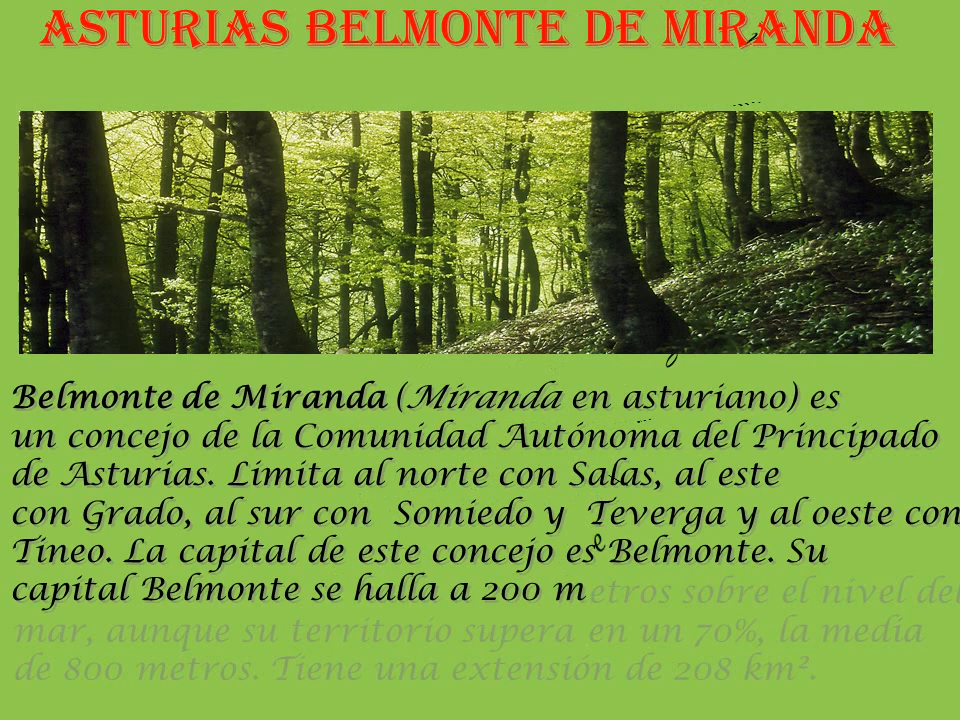 ASTURIAS BELMONTE DE MIRANDA
Belmonte de Miranda (Miranda en asturiano) es
un concejo de la Comunidad Autónoma del Principado
de Asturias. Limita al norte con Salas, al este
con Grado, al sur con Somiedo y Teverga y al oeste con
Tineo. La capital de este concejo es Belmonte. Su
capital Belmonte se halla a 200 metros sobre el nivel del
mar, aunque su territorio supera en un 70%, la media
de 800 metros. Tiene una extensión de 208 km².